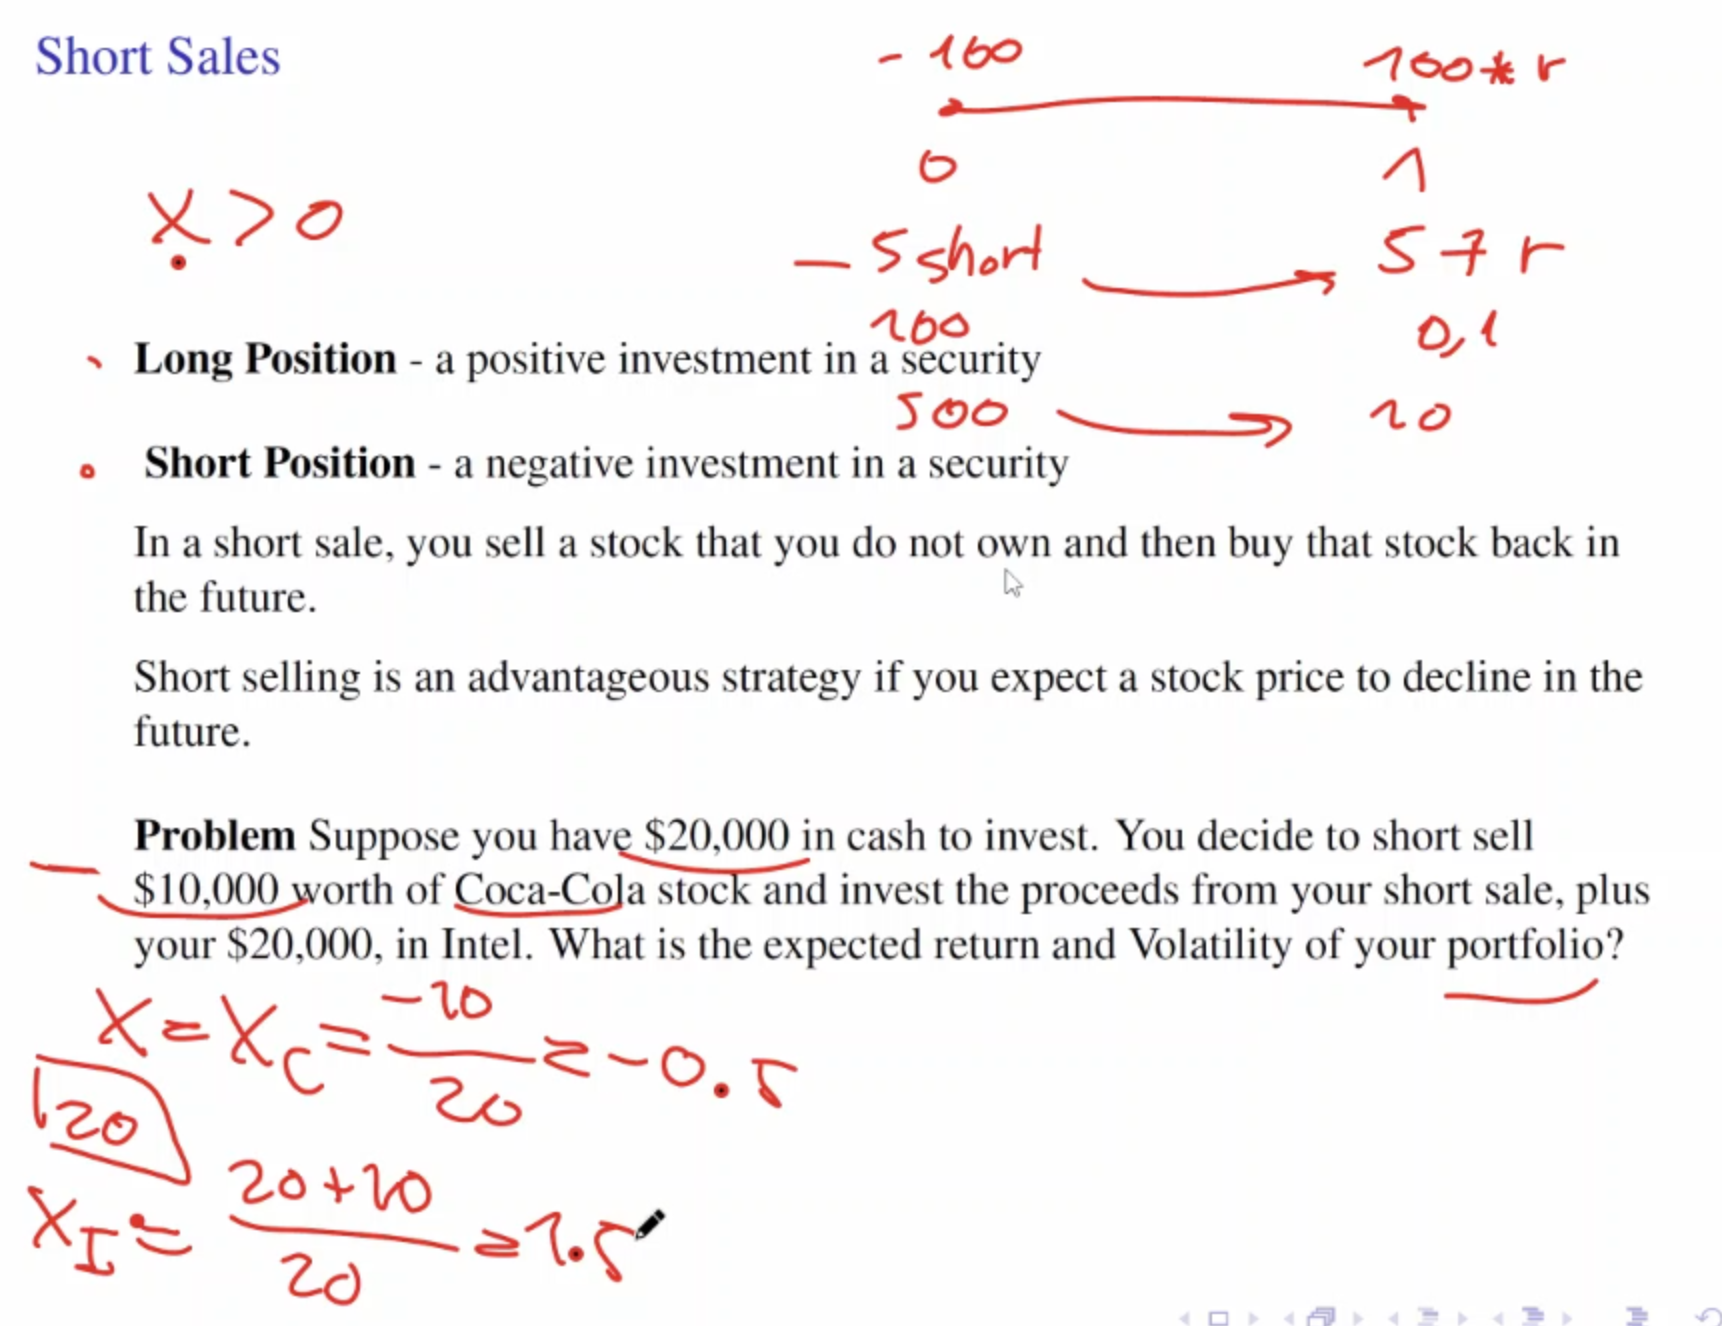 Short Sales
- 100
100 * r
0
1
x > 0
- 5 short
5 + r
100
0,1
Long Position - a positive investment in a security
500
10
Short Position - a negative investment in a security
In a short sale, you sell a stock that you do not own and then buy that stock back in
the future.
Short selling is an advantageous strategy if you expect a stock price to decline in the
future.
Problem Suppose you have $20,000 in cash to invest. You decide to short sell
$10,000 worth of Coca-Cola stock and invest the proceeds from your short sale, plus
your $20,000, in Intel. What is the expected return and Volatility of your portfolio?
X = X_C = -10/20 = -0.5
20
X_I = 20+10/20 = 1.5